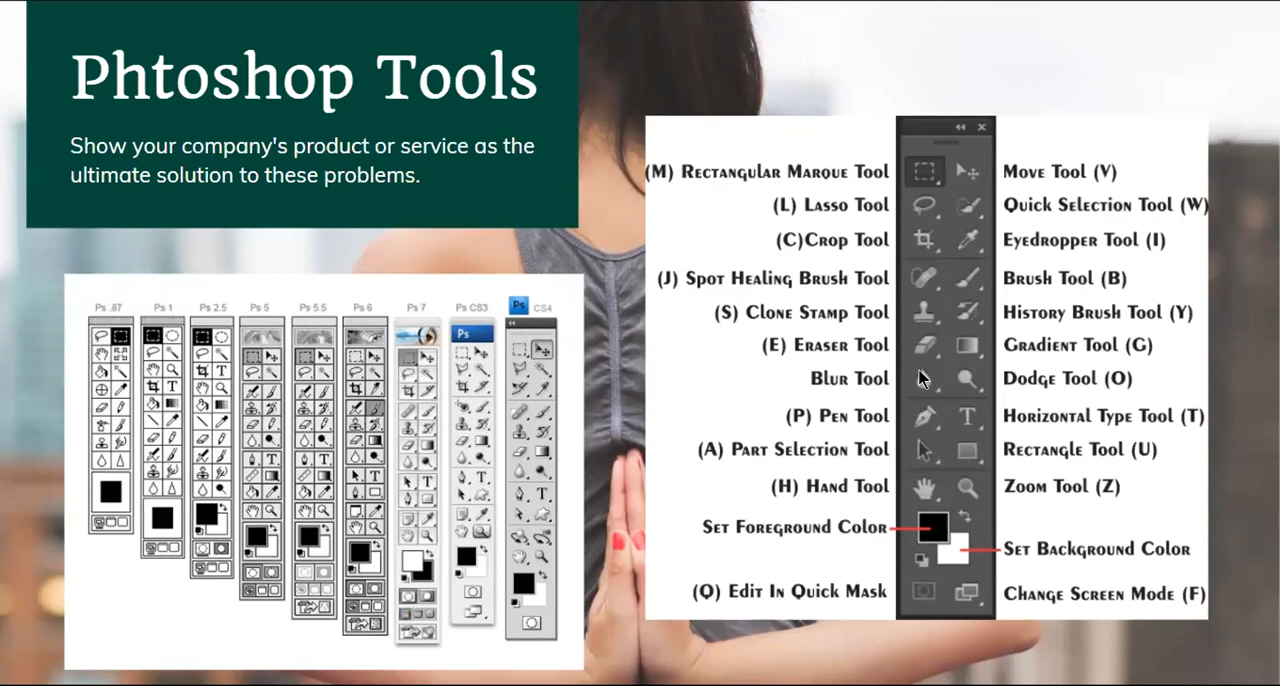 Phtoshop Tools
Show your company's product or service as the
ultimate solution to these problems.
Ps .87
Ps 1
Ps 2.5
Ps 5
Ps 5.5
Ps 6
Ps 7
Ps CS3
Ps CS4
Ps
(M) Rectangular Marque Tool
Move Tool (V)
(L) Lasso Tool
Quick Selection Tool (W)
(C)Crop Tool
Eyedropper Tool (I)
(J) Spot Healing Brush Tool
Brush Tool (B)
(S) Clone Stamp Tool
History Brush Tool (Y)
(E) Eraser Tool
Gradient Tool (G)
Blur Tool
Dodge Tool (O)
(P) Pen Tool
Horizontal Type Tool (T)
(A) Part Selection Tool
Rectangle Tool (U)
(H) Hand Tool
Zoom Tool (Z)
Set Foreground Color
Set Background Color
(Q) Edit In Quick Mask
Change Screen Mode (F)